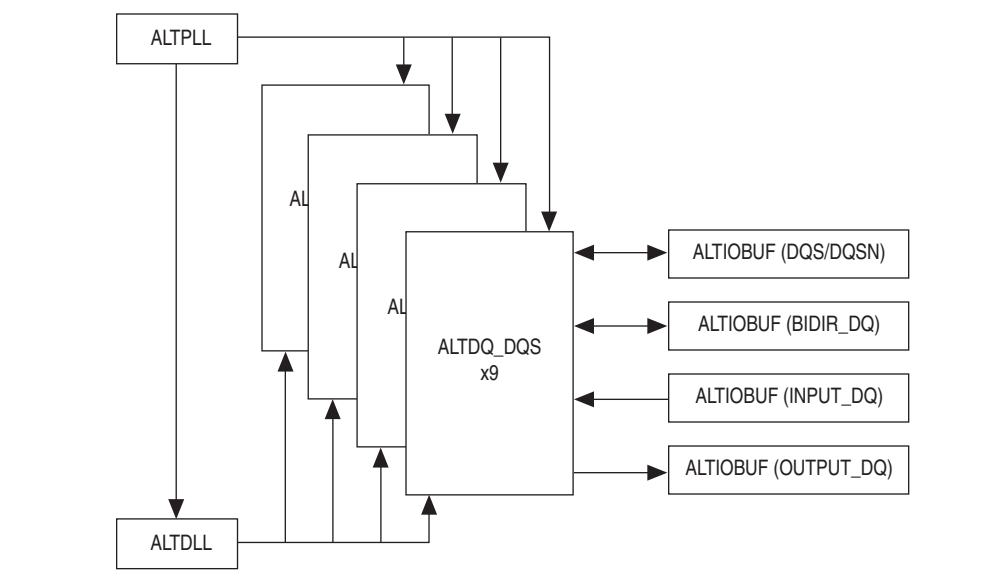 ALTPLL
AL
AL
AL
ALTDQ_DQS
x9
ALTIOBUF (DQS/DQSN)
ALTIOBUF (BIDIR_DQ)
ALTIOBUF (INPUT_DQ)
ALTIOBUF (OUTPUT_DQ)
ALTDLL